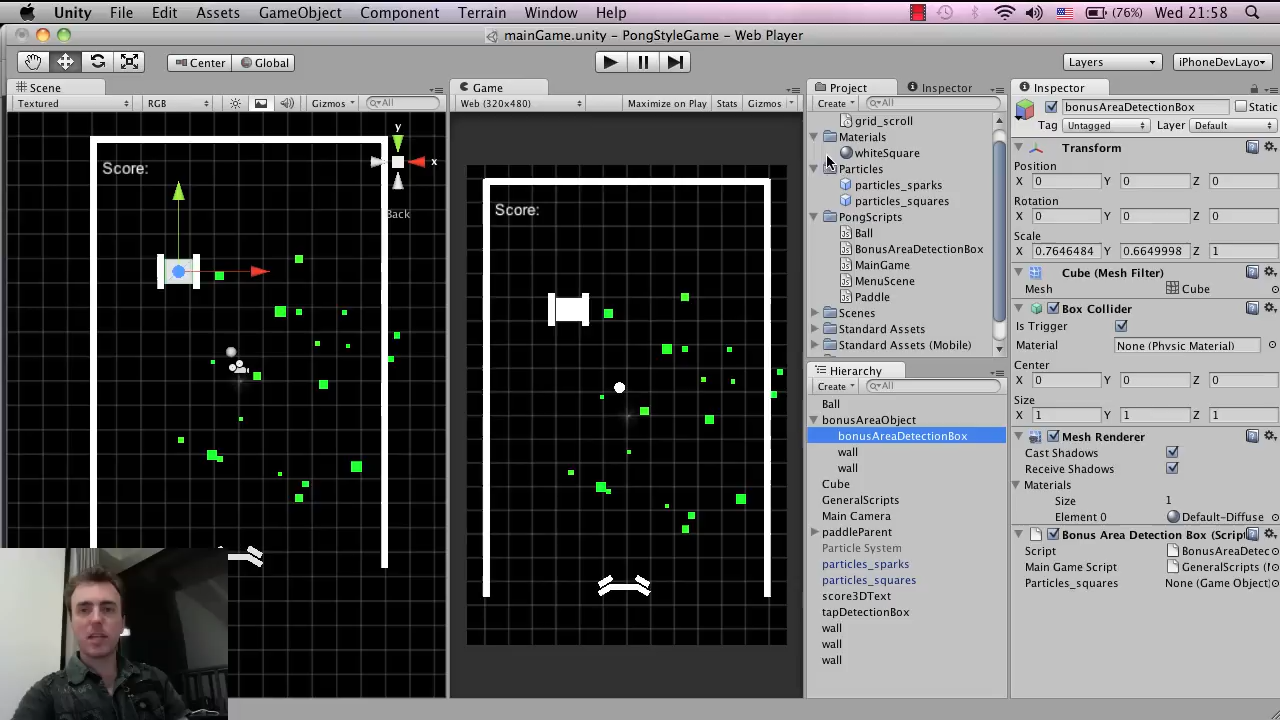 Unity File Edit Assets GameObject Component Terrain Window Help (76%) Wed 21:58
mainGame.unity - PongStyleGame - Web Player
Center Global Layers iPhoneDevLayo
Scene
Textured RGB Gizmos All
Score:
y
x
Back
Game
Web (320x480) Maximize on Play Stats Gizmos
Score:
Project Inspector
Create All
grid_scroll
Materials
whiteSquare
Particles
particles_sparks
particles_squares
PongScripts
Ball
BonusAreaDetectionBox
MainGame
MenuScene
Paddle
Scenes
Standard Assets
Standard Assets (Mobile)
Hierarchy
Create All
Ball
bonusAreaObject
bonusAreaDetectionBox
wall
wall
Cube
GeneralScripts
Main Camera
paddleParent
Particle System
particles_sparks
particles_squares
score3DText
tapDetectionBox
wall
wall
wall
Inspector
bonusAreaDetectionBox Static
Tag Untagged Layer Default
Transform
Position
X 0 Y 0 Z 0
Rotation
X 0 Y 0 Z 0
Scale
X 0.7646484 Y 0.6649998 Z 1
Cube (Mesh Filter)
Mesh Cube
Box Collider
Is Trigger
Material None (Physic Material)
Center
X 0 Y 0 Z 0
Size
X 1 Y 1 Z 1
Mesh Renderer
Cast Shadows
Receive Shadows
Materials
Size 1
Element 0 Default-Diffuse
Bonus Area Detection Box (Script
Script BonusAreaDetec
Main Game Script GeneralScripts (M
Particles_squares None (Game Object)